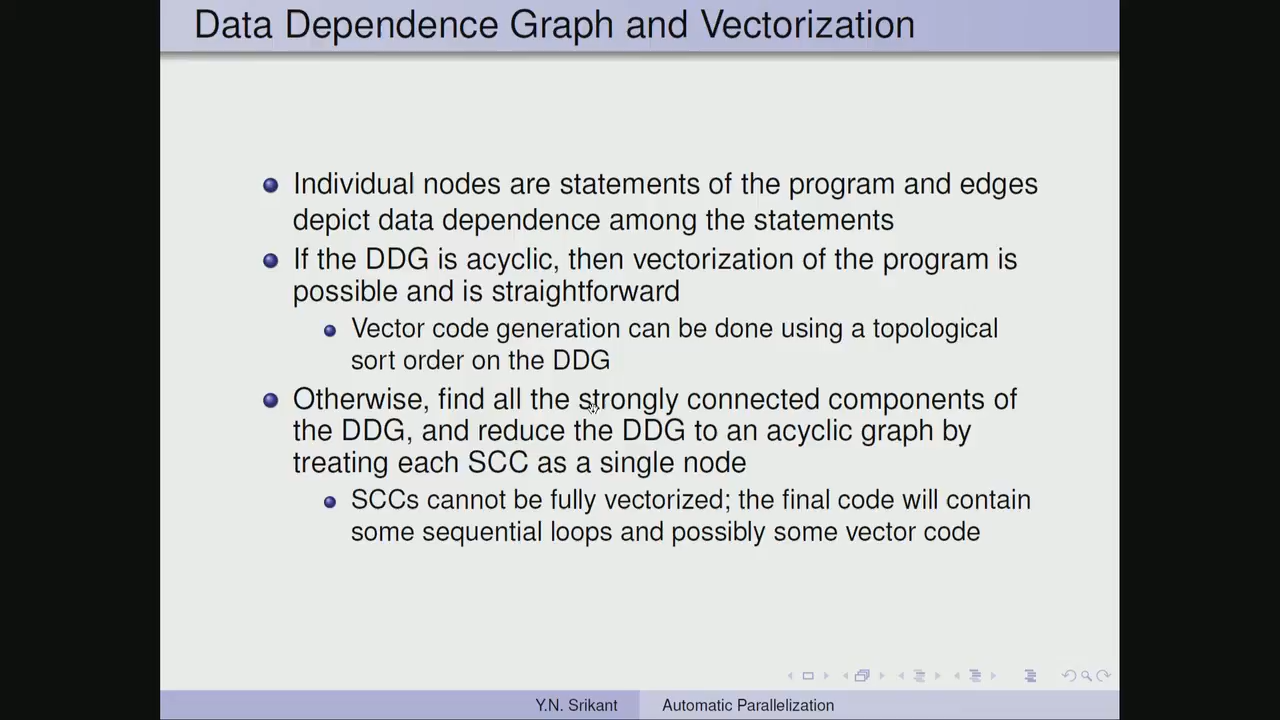 Data Dependence Graph and Vectorization
Individual nodes are statements of the program and edges
depict data dependence among the statements
If the DDG is acyclic, then vectorization of the program is
possible and is straightforward
Vector code generation can be done using a topological
sort order on the DDG
Otherwise, find all the strongly connected components of
the DDG, and reduce the DDG to an acyclic graph by
treating each SCC as a single node
SCCs cannot be fully vectorized; the final code will contain
some sequential loops and possibly some vector code
Y.N. Srikant
Automatic Parallelization